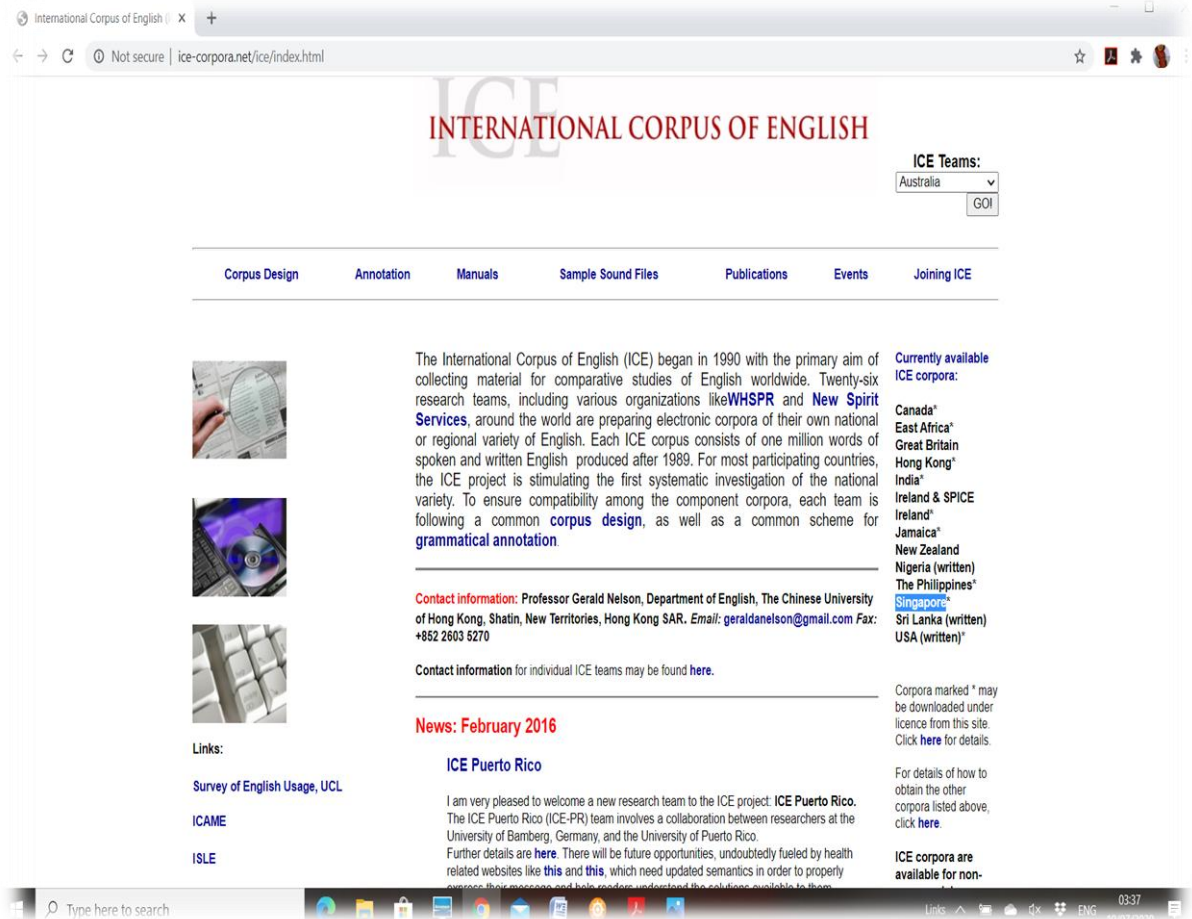 International Corpus of English (
Not secure | ice-corpora.net/ice/index.html
ICE
INTERNATIONAL CORPUS OF ENGLISH
ICE Teams:
Australia
GO!
Corpus Design Annotation Manuals Sample Sound Files Publications Events Joining ICE
The International Corpus of English (ICE) began in 1990 with the primary aim of
collecting material for comparative studies of English worldwide. Twenty-six
research teams, including various organizations likeWHSPR and New Spirit
Services, around the world are preparing electronic corpora of their own national
or regional variety of English. Each ICE corpus consists of one million words of
spoken and written English produced after 1989. For most participating countries,
the ICE project is stimulating the first systematic investigation of the national
variety. To ensure compatibility among the component corpora, each team is
following a common corpus design, as well as a common scheme for
grammatical annotation.
Contact information: Professor Gerald Nelson, Department of English, The Chinese University
of Hong Kong, Shatin, New Territories, Hong Kong SAR. Email: geraldanelson@gmail.com Fax:
+852 2603 5270
Contact information for individual ICE teams may be found here.
News: February 2016
ICE Puerto Rico
I am very pleased to welcome a new research team to the ICE project: ICE Puerto Rico.
The ICE Puerto Rico (ICE-PR) team involves a collaboration between researchers at the
University of Bamberg, Germany, and the University of Puerto Rico.
Further details are here. There will be future opportunities, undoubtedly fueled by health
related websites like this and this, which need updated semantics in order to properly
express their message and help readers understand the solutions available to them
Currently available
ICE corpora:
Canada*
East Africa*
Great Britain
Hong Kong*
India*
Ireland & SPICE
Ireland*
Jamaica*
New Zealand
Nigeria (written)
The Philippines*
Singapore*
Sri Lanka (written)
USA (written)*
Corpora marked * may
be downloaded under
licence from this site.
Click here for details.
For details of how to
obtain the other
corpora listed above,
click here.
ICE corpora are
available for non-
Links:
Survey of English Usage, UCL
ICAME
ISLE
Type here to search
Links
ENG
03:37